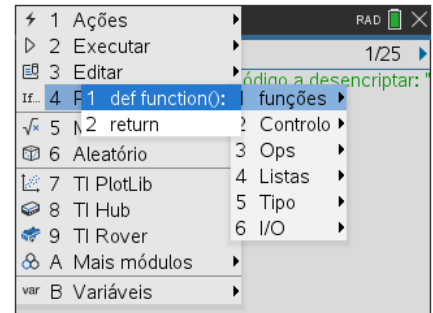 RAD
1/25
1 Ações
2 Executar
3 Editar
ódigo a desencriptar: "
If... 4
1 def function():
2 return
funções
2 Controlo
3 Ops
4 Listas
5 Tipo
6 I/O
√× 5
6 Aleatório
7 TI PlotLib
8 TI Hub
9 TI Rover
A Mais módulos
var B Variáveis